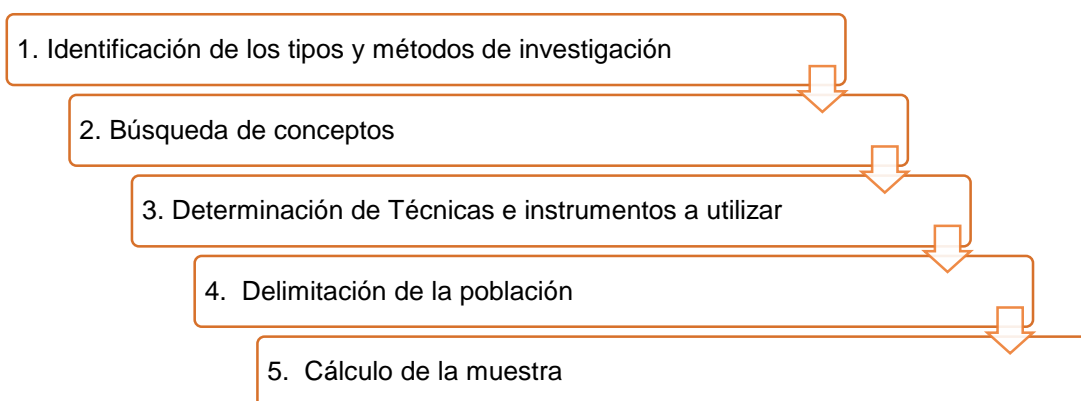 1. Identificación de los tipos y métodos de investigación
2. Búsqueda de conceptos
3. Determinación de Técnicas e instrumentos a utilizar
4. Delimitación de la población
5. Cálculo de la muestra